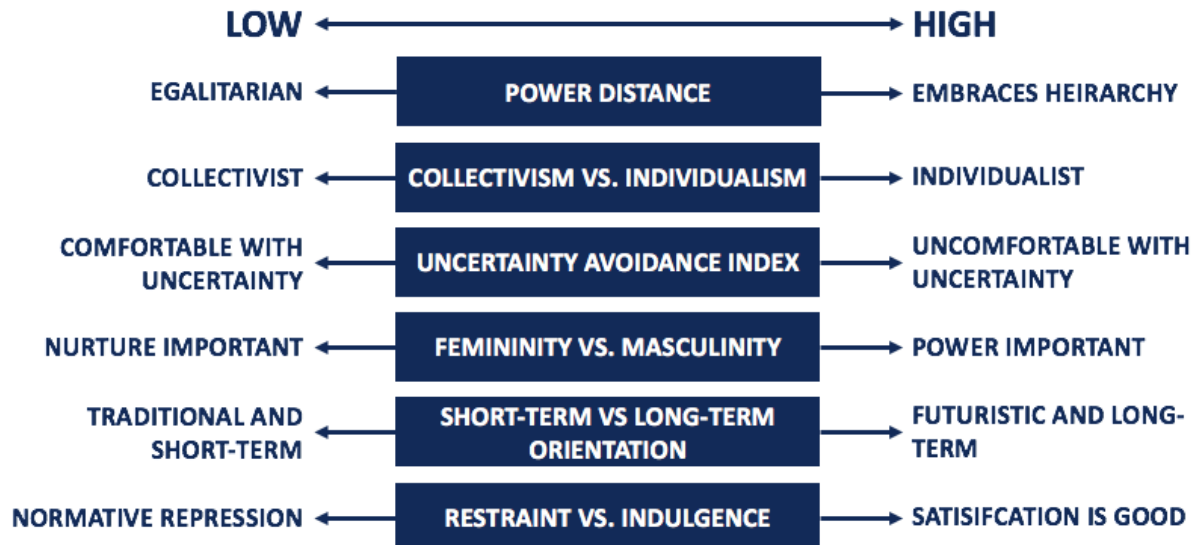 LOW HIGH
EGALITARIAN POWER DISTANCE EMBRACES HEIRARCHY
COLLECTIVIST COLLECTIVISM VS. INDIVIDUALISM INDIVIDUALIST
COMFORTABLE WITH
UNCERTAINTY
UNCERTAINTY AVOIDANCE INDEX
UNCOMFORTABLE WITH
UNCERTAINTY
NURTURE IMPORTANT FEMININITY VS. MASCULINITY POWER IMPORTANT
TRADITIONAL AND
SHORT-TERM
SHORT-TERM VS LONG-TERM
ORIENTATION
FUTURISTIC AND LONG-
TERM
NORMATIVE REPRESSION RESTRAINT VS. INDULGENCE SATISIFCATION IS GOOD